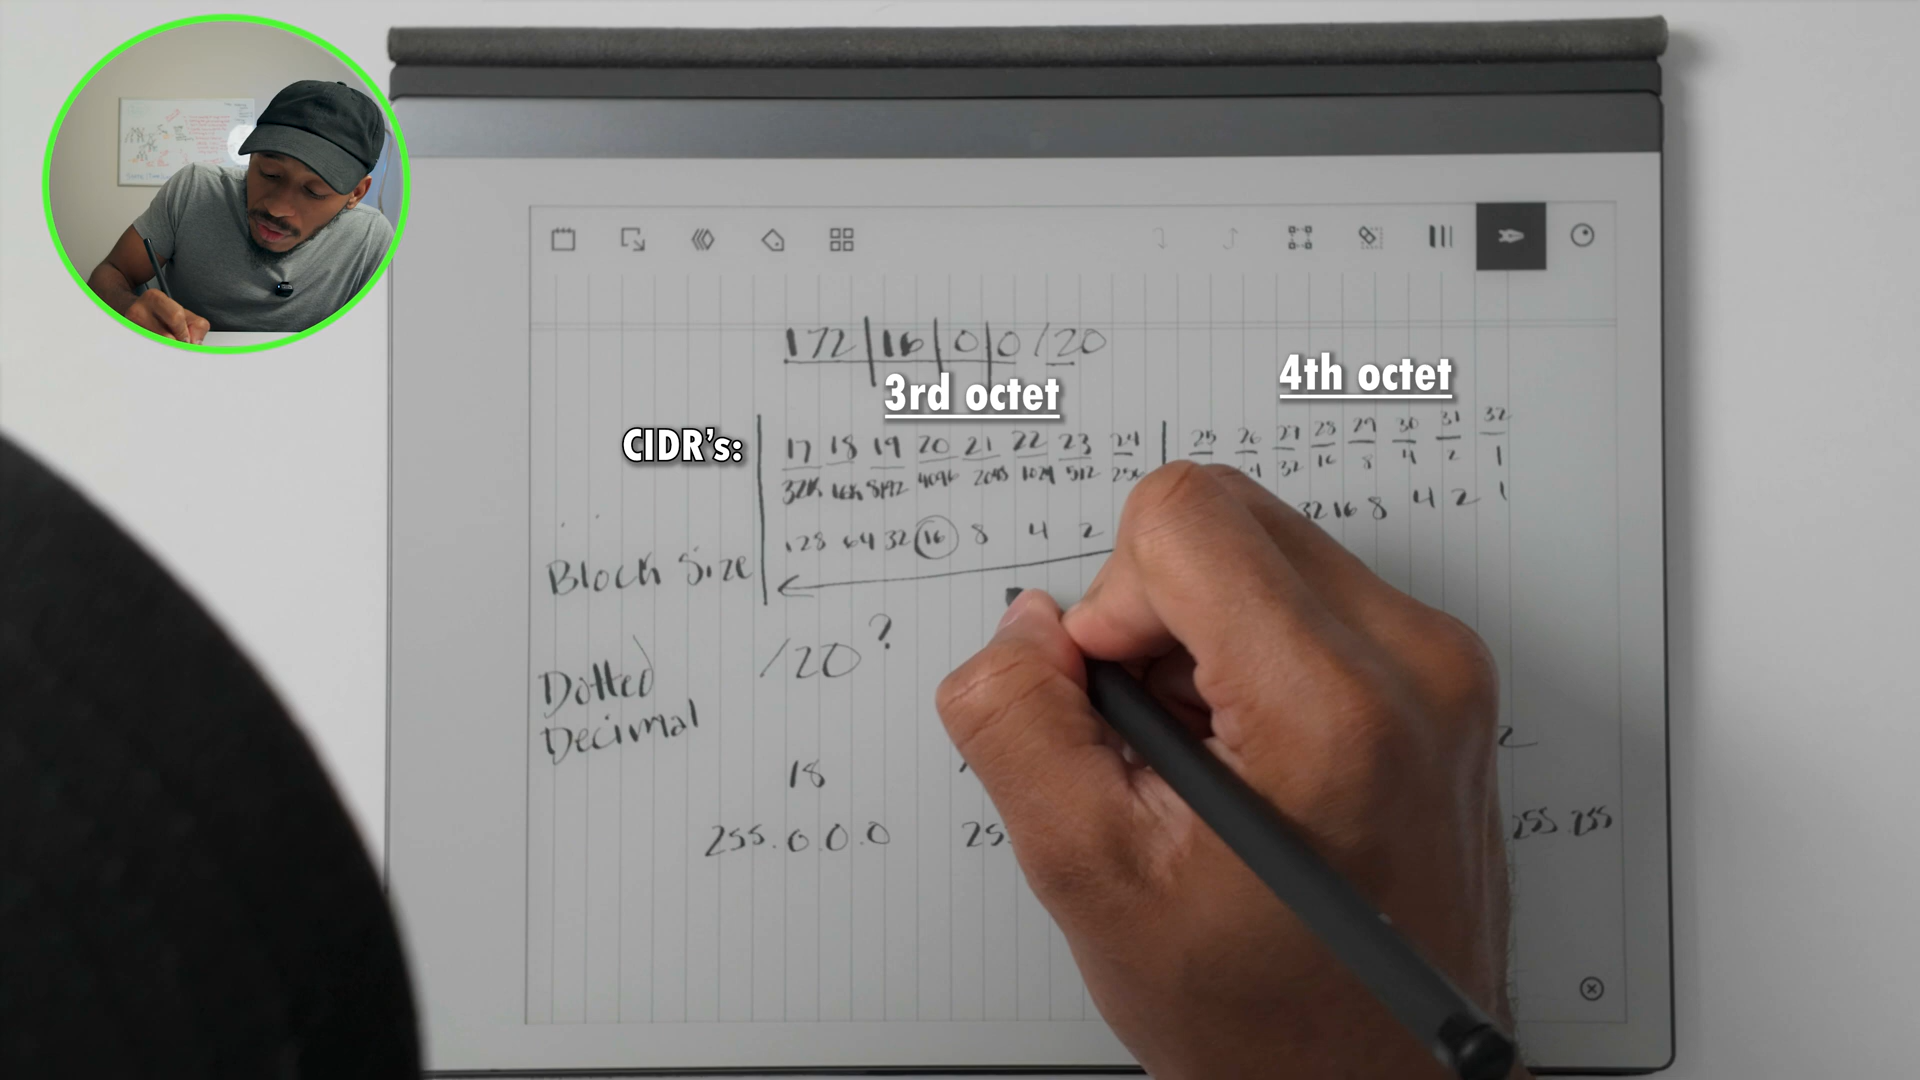 172|16|0|0/20
3rd octet
4th octet
CIDR's:
17 18 19 20 21 22 23 24 25 26 27 28 29 30 31 32
32k 16k 8192 4096 2048 1024 512 256 32 16 8 4 2 1
128 64 32 16 8 4 2 32 16 8 4 2 1
Block Size
/20?
Dotted
Decimal
18
255.0.0.0 255.255